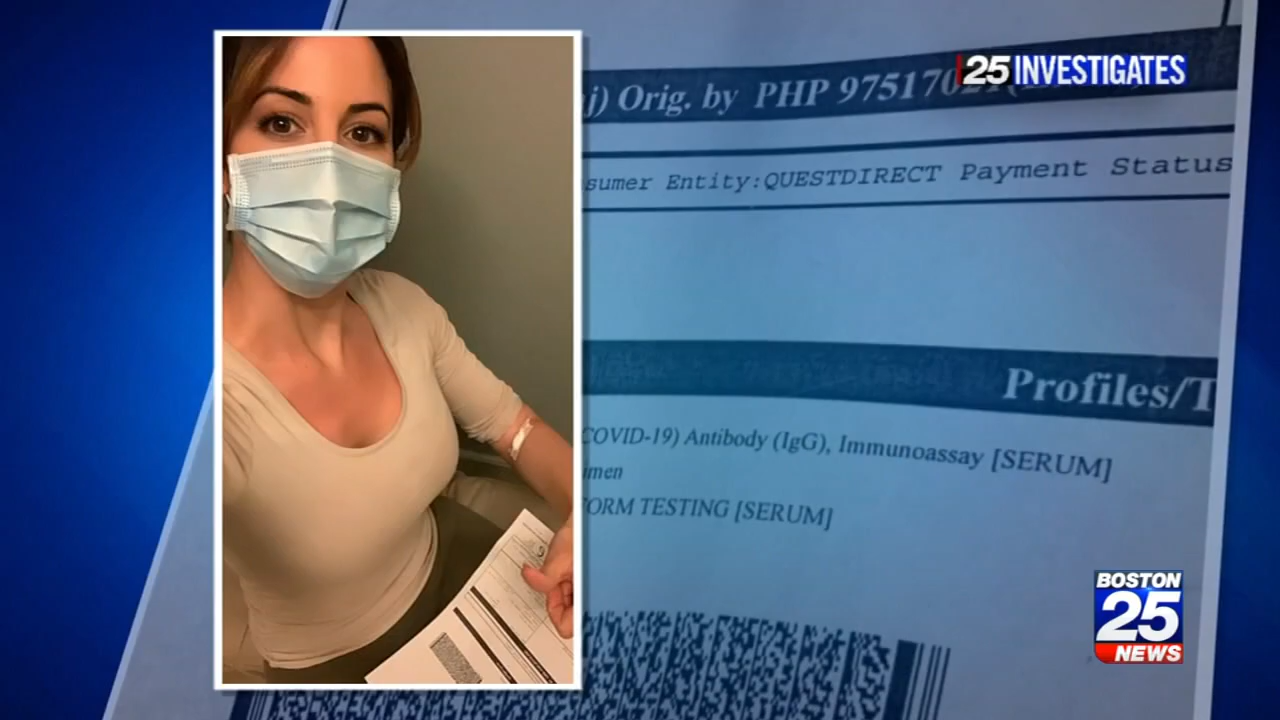 25 INVESTIGATES
Orig. by PHP
sumer Entity:QUESTDIRECT Payment Status
Profiles/T
COVID-19) Antibody (IgG), Immunoassay [SERUM]
imen
ORM TESTING [SERUM]
BOSTON
25
NEWS